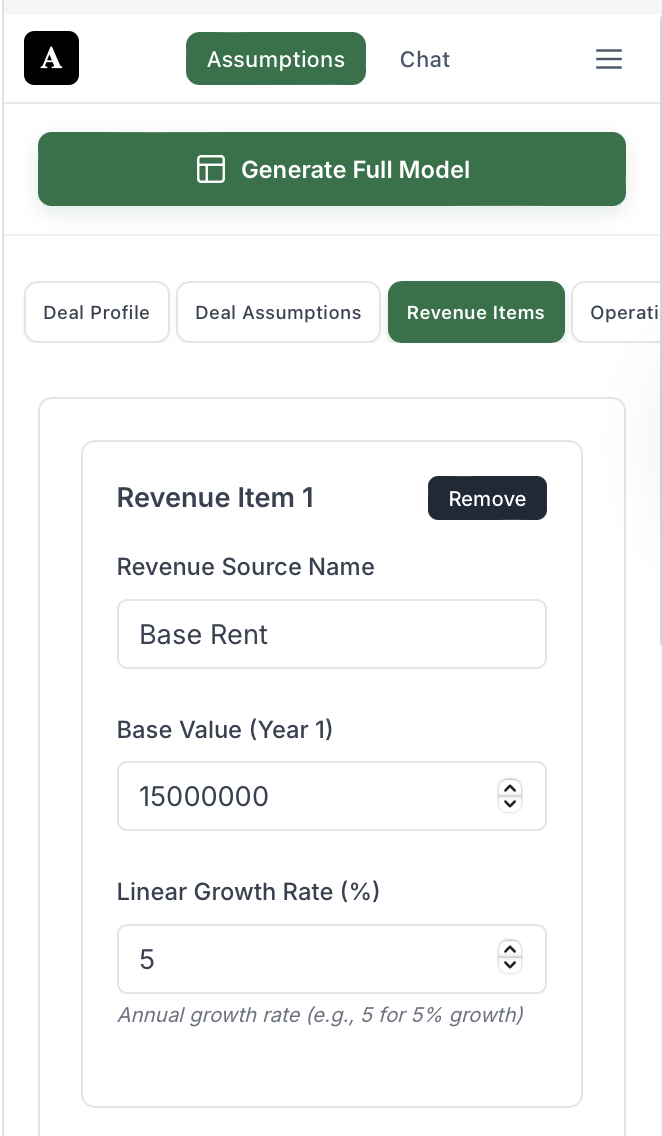 A
Assumptions Chat
Generate Full Model
Deal Profile Deal Assumptions Revenue Items Operati
Revenue Item 1 Remove
Revenue Source Name
Base Rent
Base Value (Year 1)
15000000
Linear Growth Rate (%)
5
Annual growth rate (e.g., 5 for 5% growth)